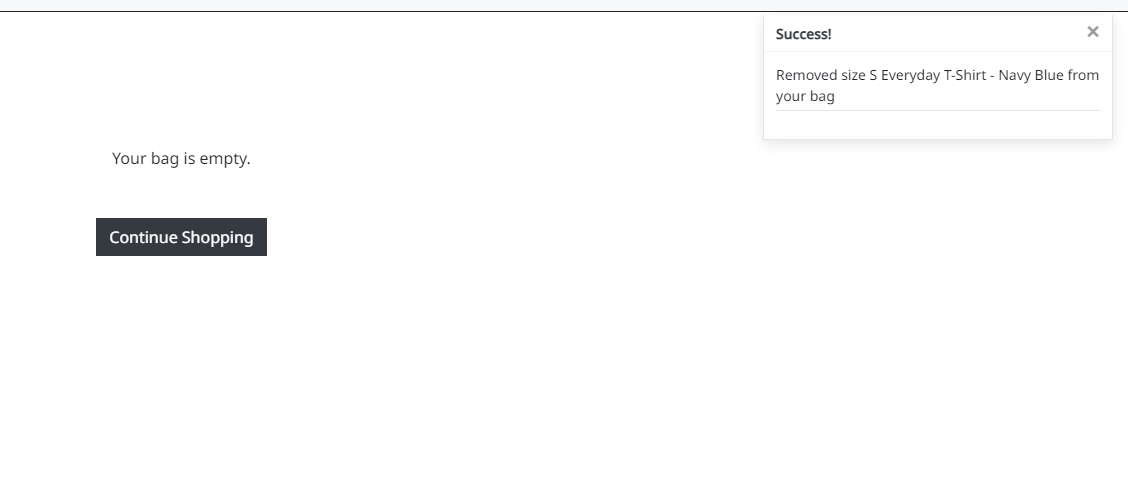 Success!
Removed size S Everyday T-Shirt - Navy Blue from
your bag
Your bag is empty.
Continue Shopping